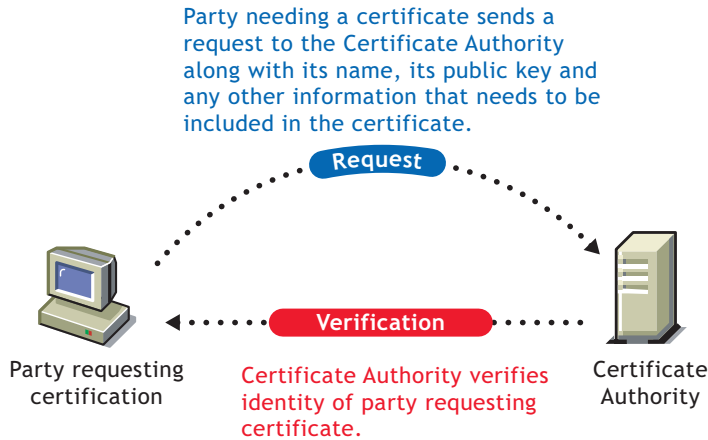 Party needing a certificate sends a
request to the Certificate Authority
along with its name, its public key and
any other information that needs to be
included in the certificate.
Request
Verification
Party requesting
certification
Certificate Authority verifies
identity of party requesting
certificate.
Certificate
Authority